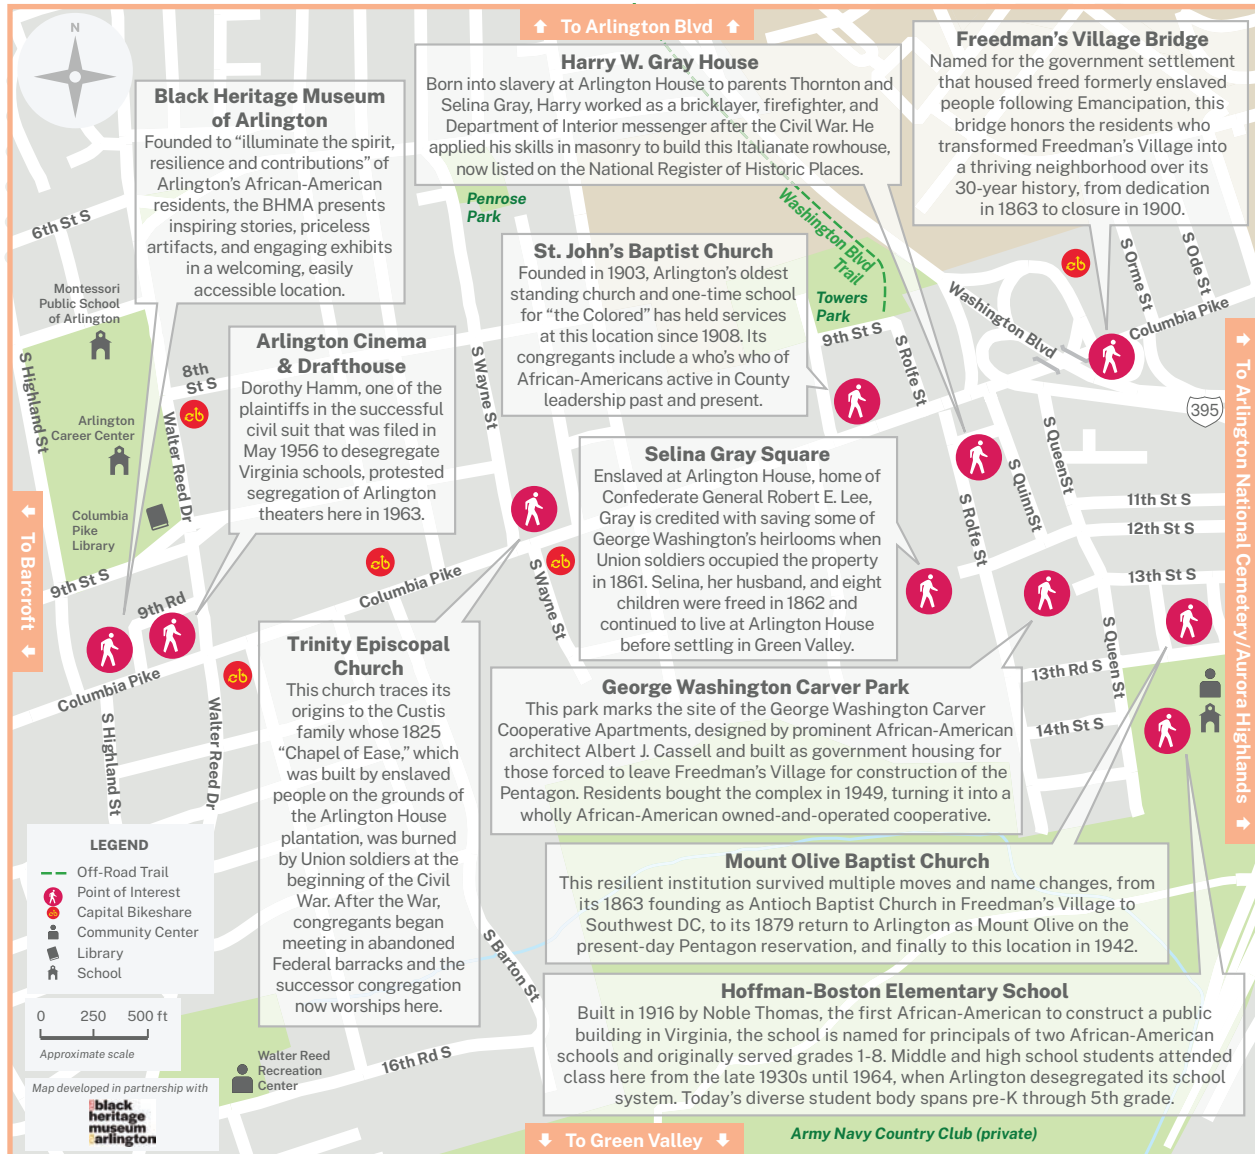 To Arlington Blvd
N
Harry W. Gray House
Born into slavery at Arlington House to parents Thornton and
Selina Gray, Harry worked as a bricklayer, firefighter, and
Department of Interior messenger after the Civil War. He
applied his skills in masonry to build this Italianate rowhouse,
now listed on the National Register of Historic Places.
Freedman's Village Bridge
Named for the government settlement
that housed freed formerly enslaved
people following Emancipation, this
bridge honors the residents who
transformed Freedman's Village into
a thriving neighborhood over its
30-year history, from dedication
in 1863 to closure in 1900.
Black Heritage Museum
of Arlington
Founded to “illuminate the spirit,
resilience and contributions” of
Arlington's African-American
residents, the BHMA presents
inspiring stories, priceless
artifacts, and engaging exhibits
in a welcoming, easily
accessible location.
Penrose
Park
Washington Blvd
Trail
Towers
Park
6th St S
St. John's Baptist Church
Founded in 1903, Arlington's oldest
standing church and one-time school
for “the Colored” has held services
at this location since 1908. Its
congregants include a who's who of
African-Americans active in County
leadership past and present.
S Orme St
S Ode St
Washington Blvd
Columbia Pike
Montessori
Public School
of Arlington
Arlington Cinema
& Drafthouse
Dorothy Hamm, one of the
plaintiffs in the successful
civil suit that was filed in
May 1956 to desegregate
Virginia schools, protested
segregation of Arlington
theaters here in 1963.
9th St S
S Rolfe St
S Highland St
8th
St S
S Wayne St
395
To Arlington National Cemetery/Aurora Highlands
Arlington
Career Center
Walter Reed Dr
Selina Gray Square
Enslaved at Arlington House, home of
Confederate General Robert E. Lee,
Gray is credited with saving some of
George Washington's heirlooms when
Union soldiers occupied the property
in 1861. Selina, her husband, and eight
children were freed in 1862 and
continued to live at Arlington House
before settling in Green Valley.
S Queen St
S Quinn St
S Rolfe St
11th St S
12th St S
13th St S
To Barcroft
Columbia
Pike
Library
9th St S
9th Rd
Columbia Pike
S Wayne St
Columbia Pike
S Highland St
Walter Reed Dr
Trinity Episcopal
Church
This church traces its
origins to the Custis
family whose 1825
“Chapel of Ease,” which
was built by enslaved
people on the grounds of
the Arlington House
plantation, was burned
by Union soldiers at the
beginning of the Civil
War. After the War,
congregants began
meeting in abandoned
Federal barracks and the
successor congregation
now worships here.
S Queen St
13th Rd S
14th St S
George Washington Carver Park
This park marks the site of the George Washington Carver
Cooperative Apartments, designed by prominent African-American
architect Albert J. Cassell and built as government housing for
those forced to leave Freedman's Village for construction of the
Pentagon. Residents bought the complex in 1949, turning it into a
wholly African-American owned-and-operated cooperative.
Mount Olive Baptist Church
This resilient institution survived multiple moves and name changes, from
its 1863 founding as Antioch Baptist Church in Freedman's Village to
Southwest DC, to its 1879 return to Arlington as Mount Olive on the
present-day Pentagon reservation, and finally to this location in 1942.
S Barton St
Hoffman-Boston Elementary School
Built in 1916 by Noble Thomas, the first African-American to construct a public
building in Virginia, the school is named for principals of two African-American
schools and originally served grades 1-8. Middle and high school students attended
class here from the late 1930s until 1964, when Arlington desegregated its school
system. Today's diverse student body spans pre-K through 5th grade.
LEGEND
Off-Road Trail
Point of Interest
Capital Bikeshare
Community Center
Library
School
0 250 500 ft
Approximate scale
Walter Reed
Recreation
Center
16th Rd S
Map developed in partnership with
black
heritage
museum
arlington
To Green Valley
Army Navy Country Club (private)